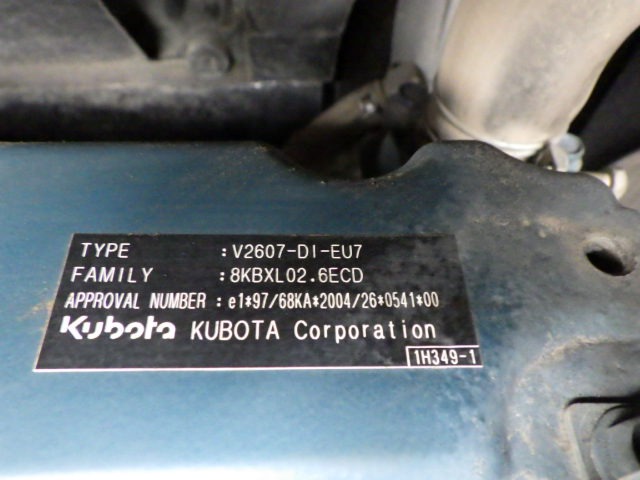 TYPE :V2607-DI-EU7
FAMILY :8KBXL02.6ECD
APPROVAL NUMBER : e1*97/68KA*2004/26*0541*00
Kubota KUBOTA Corporation
1H349-1